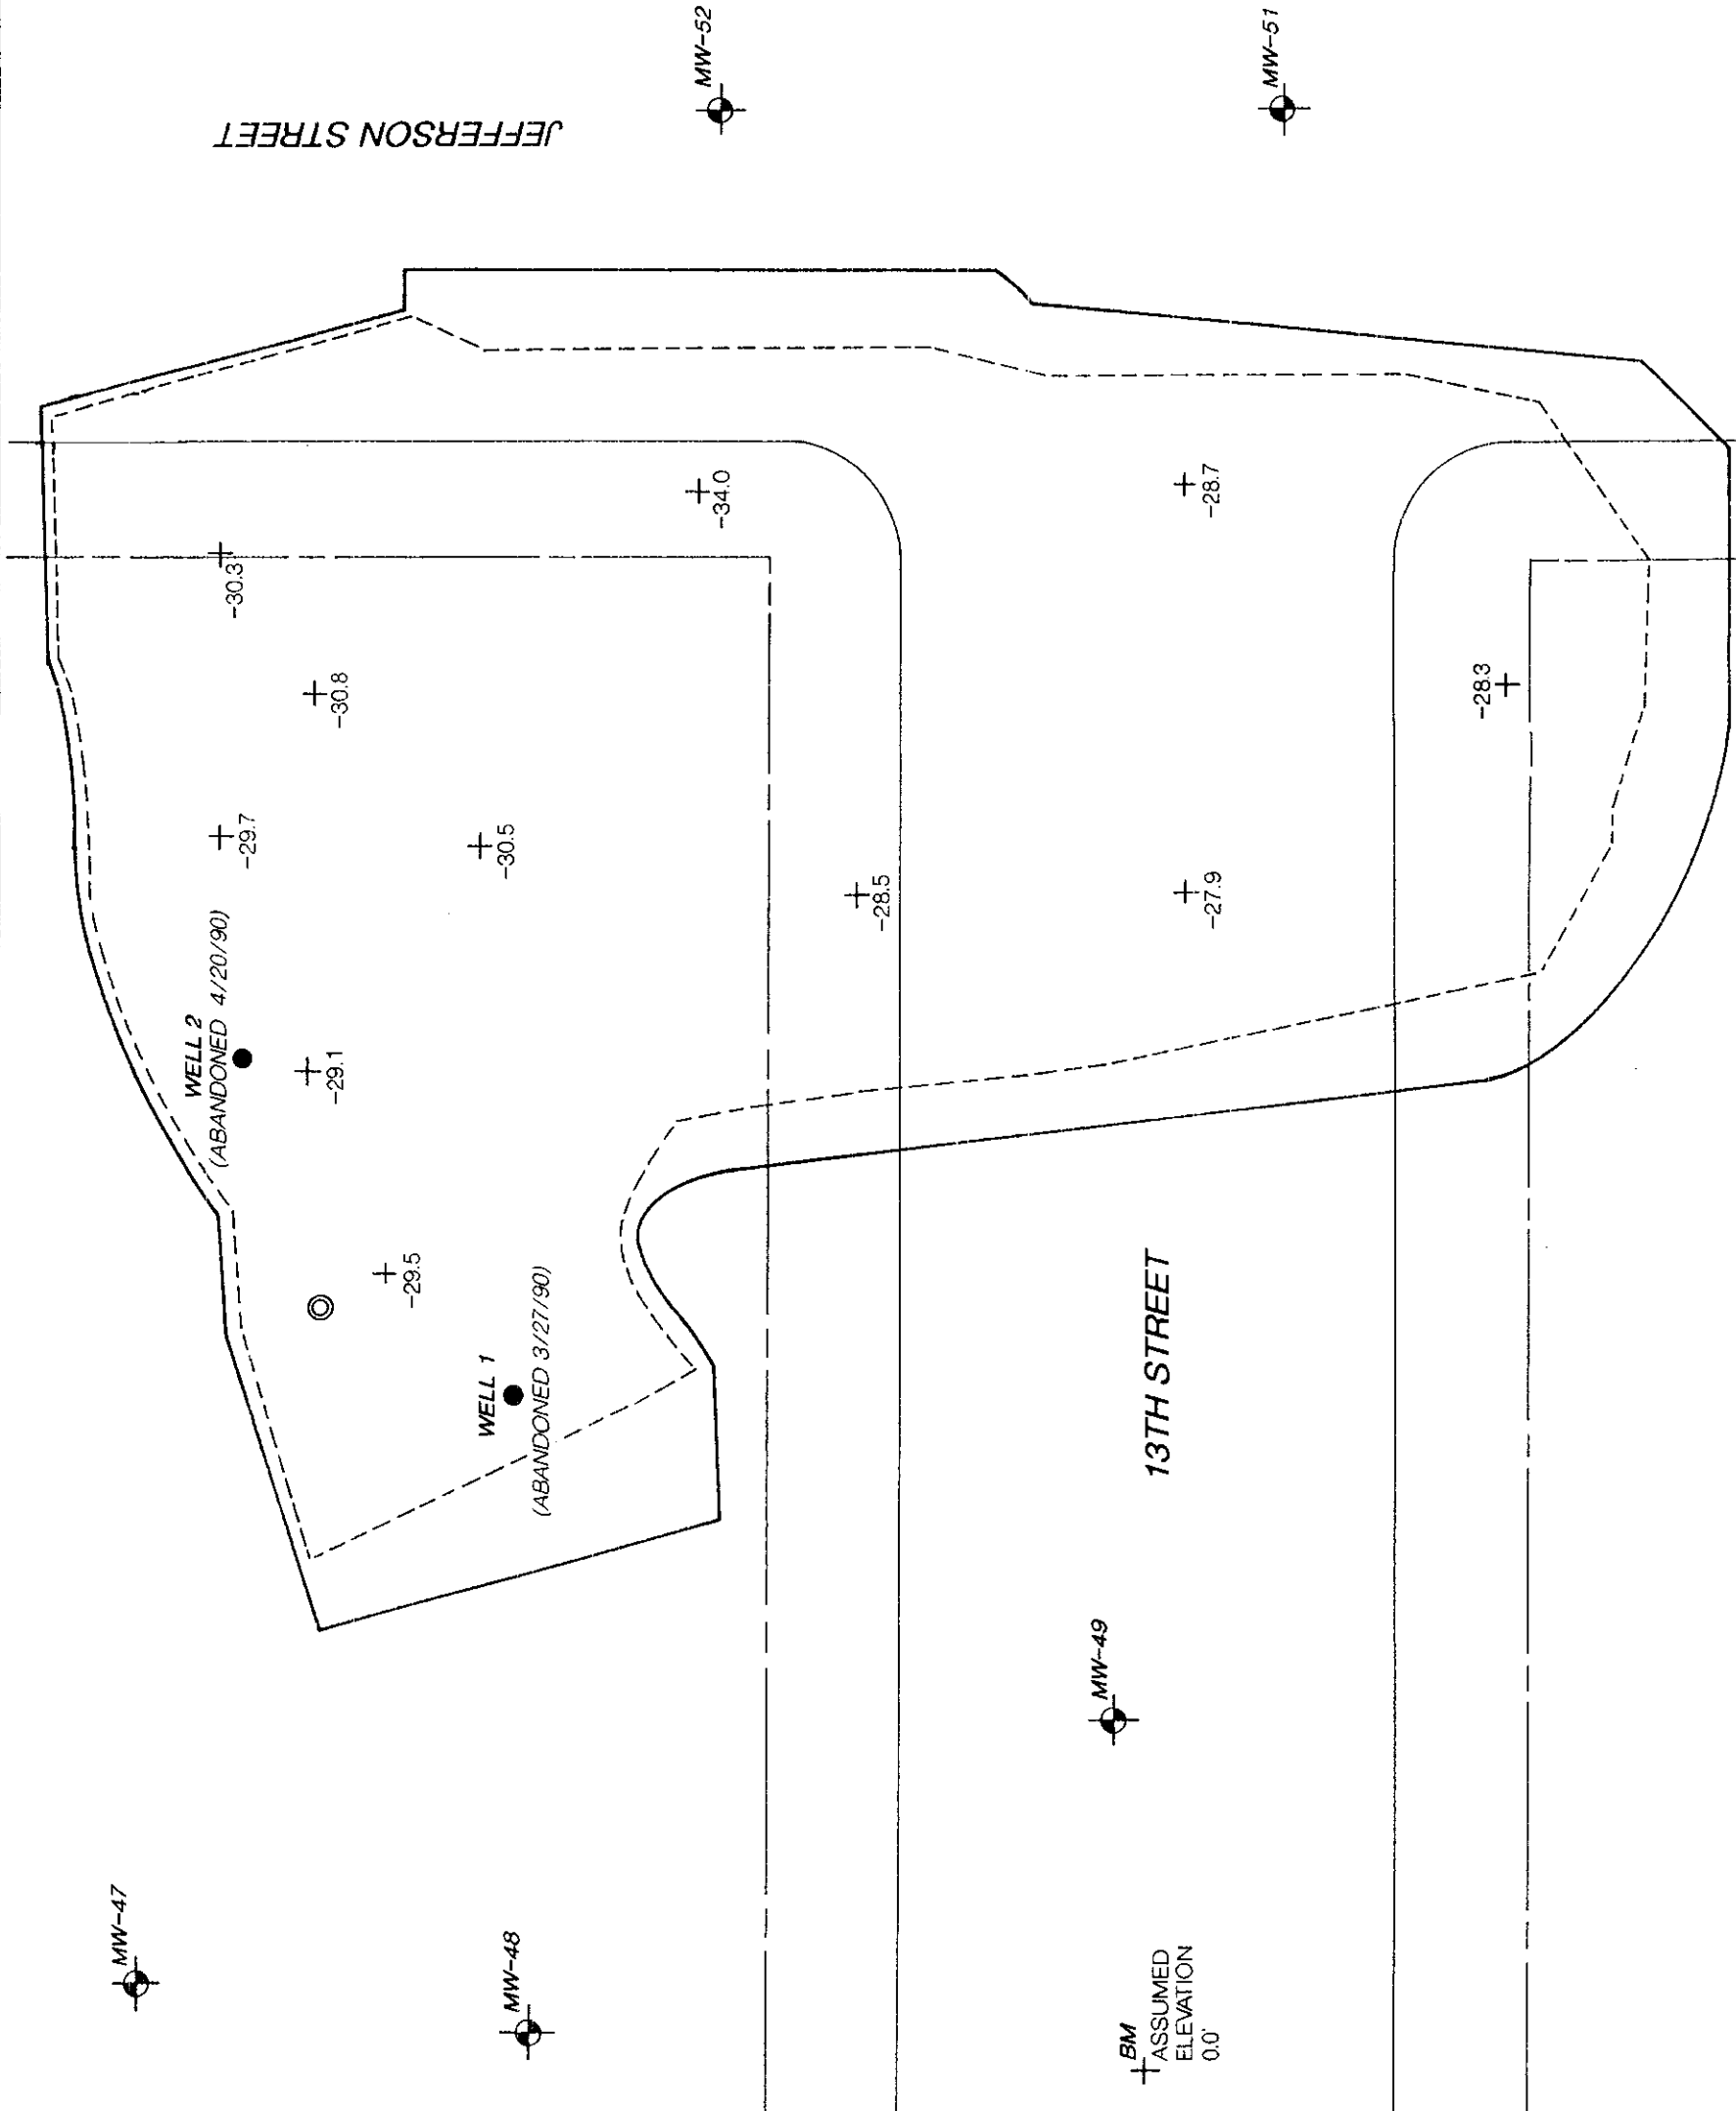 MW-52
MW-51
JEFFERSON STREET
-34.0
-28.7
-30.3
-30.8
-28.3
-29.7
-30.5
-28.5
-27.9
WELL 2
(ABANDONED 4/20/90)
-29.1
-29.5
WELL 1
(ABANDONED 3/27/90)
13TH STREET
MW-49
MW-47
MW-48
BM
ASSUMED
ELEVATION
0.0'